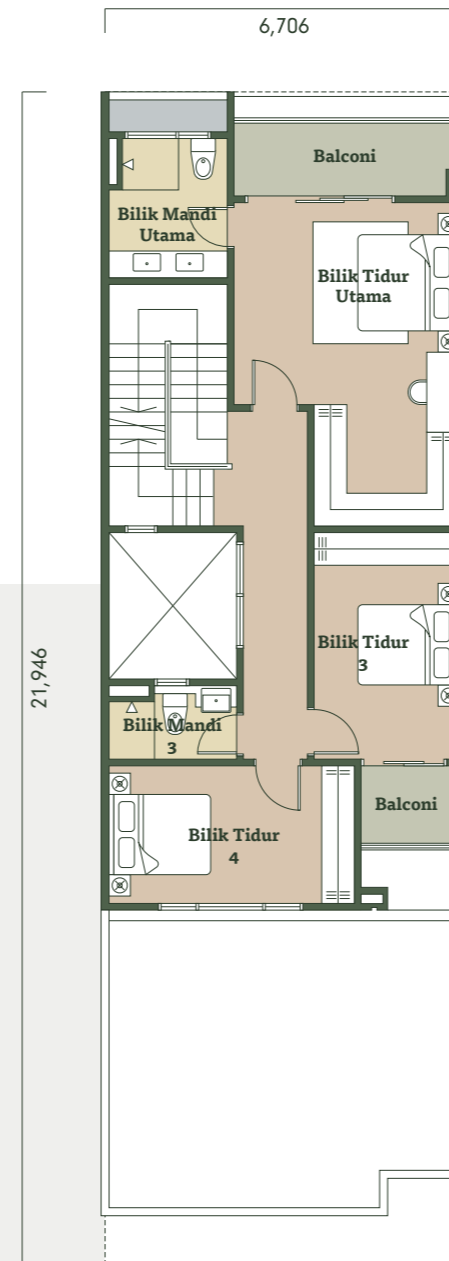 6,706
Balconi
Bilik Mandi
Utama
Bilik Tidur
Utama
21,946
Bilik Tidur
3
Bilik Mandi
3
Balconi
Bilik Tidur
4